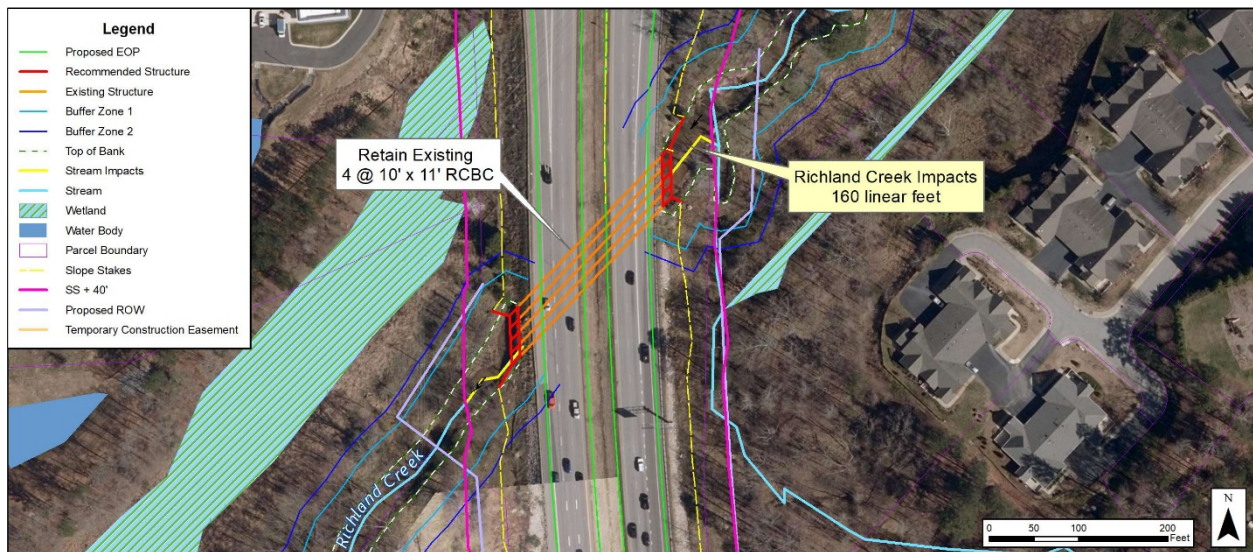 Legend
Proposed EOP
Recommended Structure
Existing Structure
Buffer Zone 1
Buffer Zone 2
Top of Bank
Stream Impacts
Stream
Wetland
Water Body
Parcel Boundary
Slope Stakes
SS + 40'
Proposed ROW
Temporary Construction Easement
Retain Existing
4 @ 10' x 11' RCBC
Richland Creek Impacts
160 linear feet
Richland Creek
N
0 50 100 200
Feet